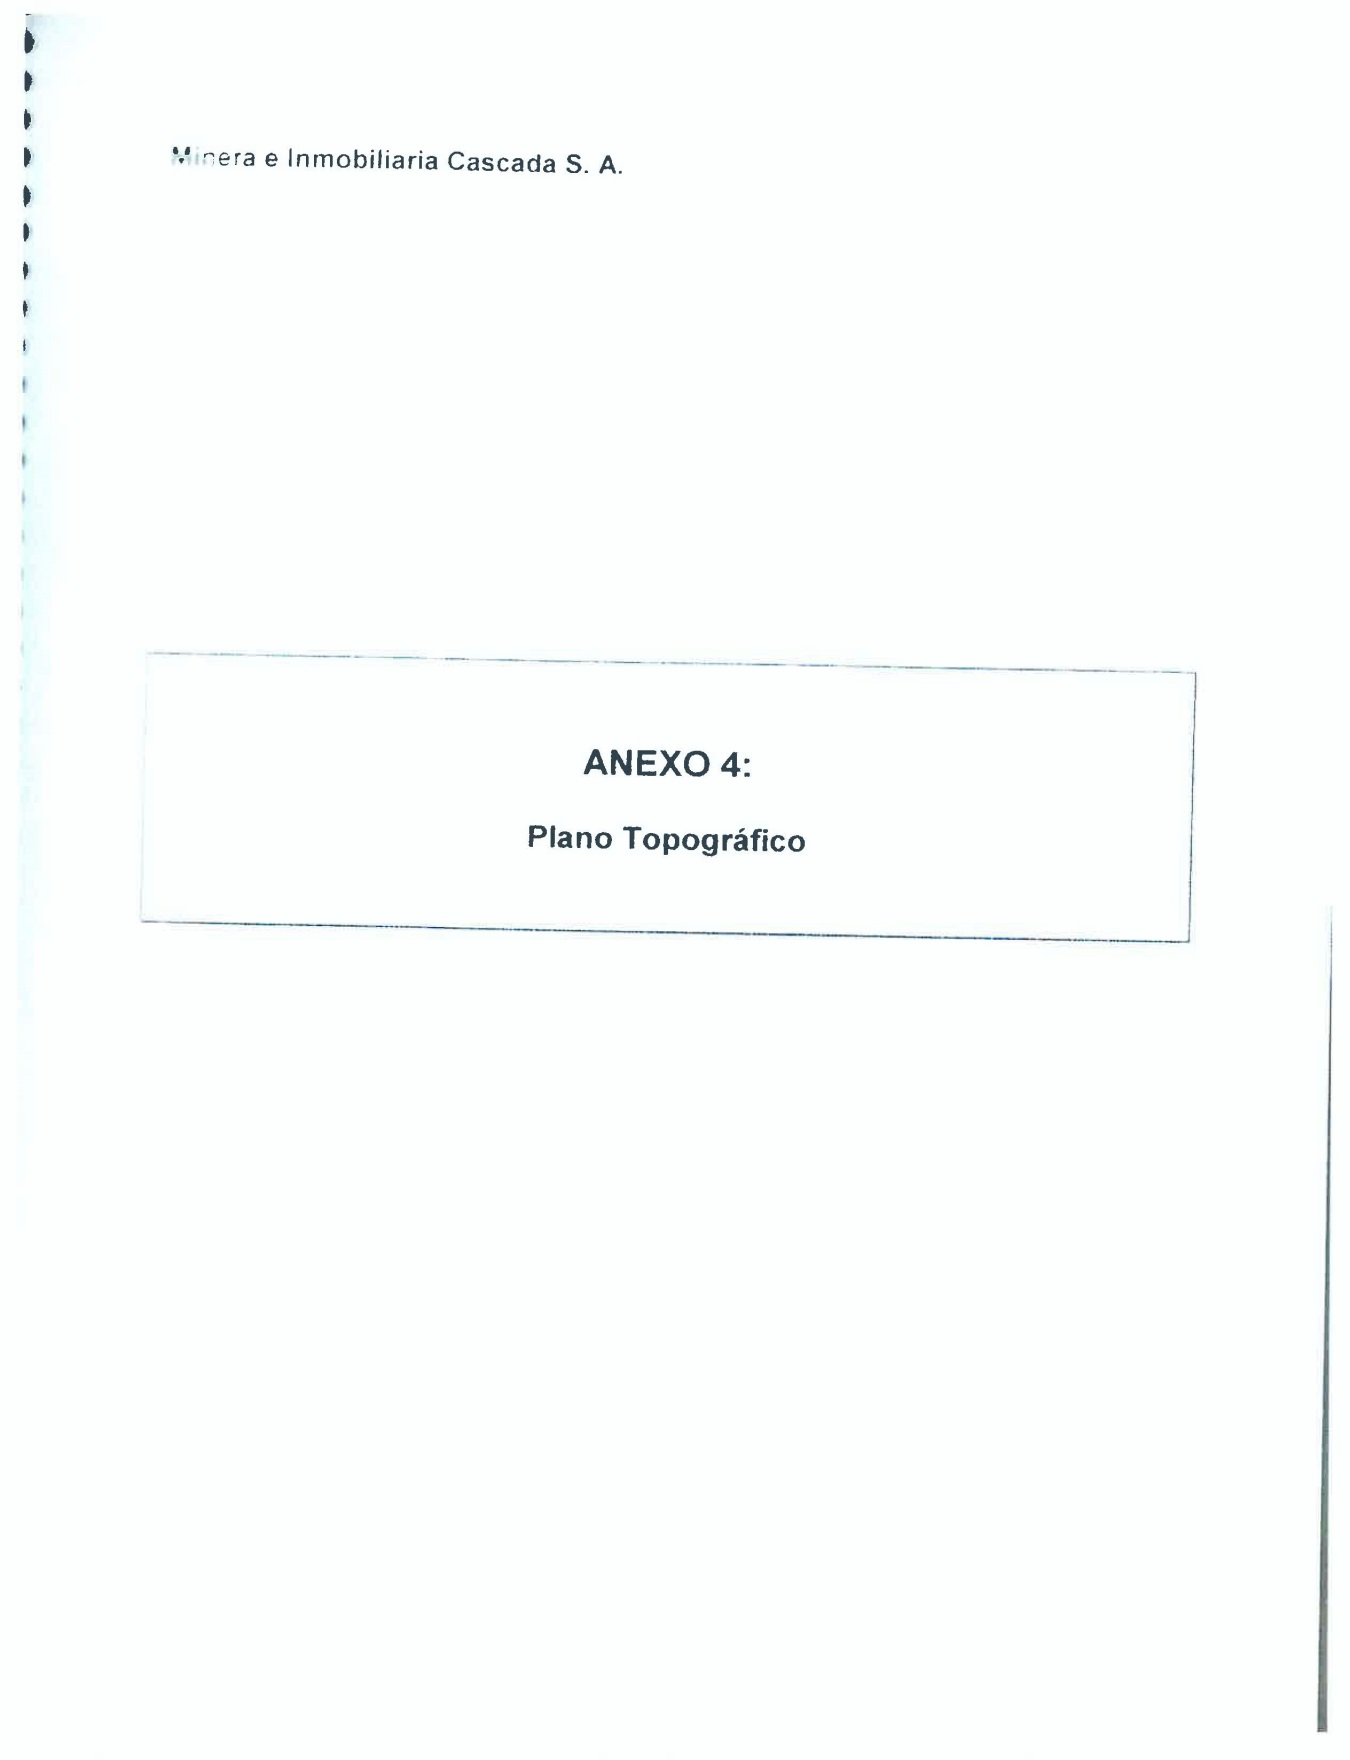 Minera e Inmobiliaria Cascada S. A.
ANEXO 4:
Plano Topográfico